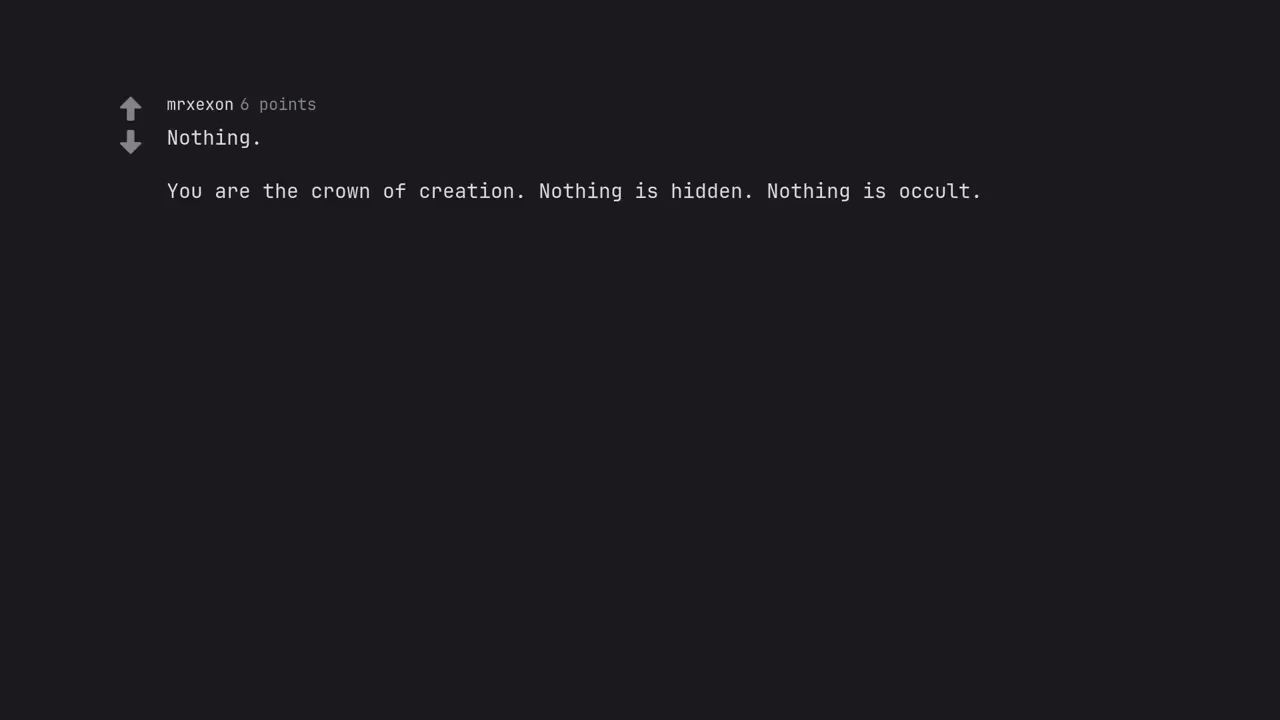 mrxexon 6 points
Nothing.
You are the crown of creation. Nothing is hidden. Nothing is occult.